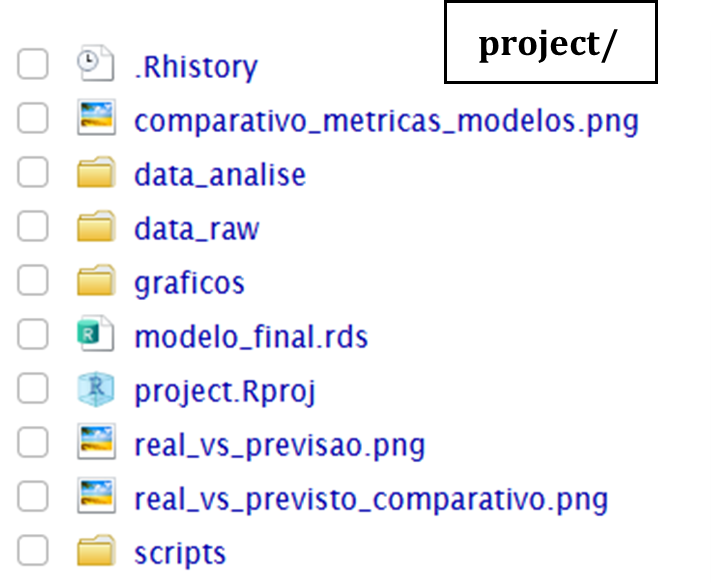 project/
.Rhistory
comparativo_metricas_modelos.png
data_analise
data_raw
graficos
modelo_final.rds
project.Rproj
real_vs_previsao.png
real_vs_previsto_comparativo.png
scripts